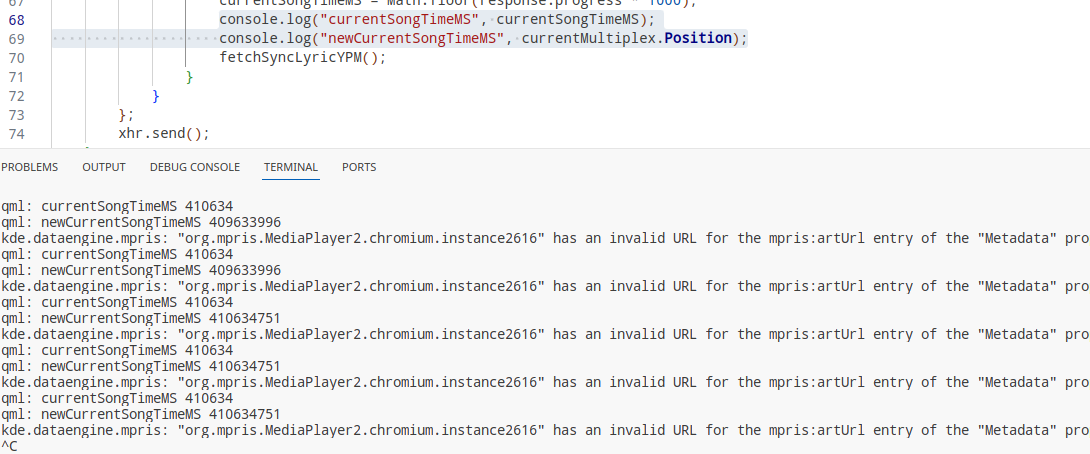 67 currentSongTimeMS = Math.floor(response.progress * 1000);
68 console.log("currentSongTimeMS", currentSongTimeMS);
69 console.log("newCurrentSongTimeMS", currentMultiplex.Position);
70 fetchSyncLyricYPM();
71 }
72 }
73 };
74 xhr.send();
PROBLEMS OUTPUT DEBUG CONSOLE TERMINAL PORTS
qml: currentSongTimeMS 410634
qml: newCurrentSongTimeMS 409633996
kde.dataengine.mpris: "org.mpris.MediaPlayer2.chromium.instance2616" has an invalid URL for the mpris:artUrl entry of the "Metadata" pro
qml: currentSongTimeMS 410634
qml: newCurrentSongTimeMS 409633996
kde.dataengine.mpris: "org.mpris.MediaPlayer2.chromium.instance2616" has an invalid URL for the mpris:artUrl entry of the "Metadata" pro
qml: currentSongTimeMS 410634
qml: newCurrentSongTimeMS 410634751
kde.dataengine.mpris: "org.mpris.MediaPlayer2.chromium.instance2616" has an invalid URL for the mpris:artUrl entry of the "Metadata" pro
qml: currentSongTimeMS 410634
qml: newCurrentSongTimeMS 410634751
kde.dataengine.mpris: "org.mpris.MediaPlayer2.chromium.instance2616" has an invalid URL for the mpris:artUrl entry of the "Metadata" pro
qml: currentSongTimeMS 410634
qml: newCurrentSongTimeMS 410634751
kde.dataengine.mpris: "org.mpris.MediaPlayer2.chromium.instance2616" has an invalid URL for the mpris:artUrl entry of the "Metadata" pro
^C